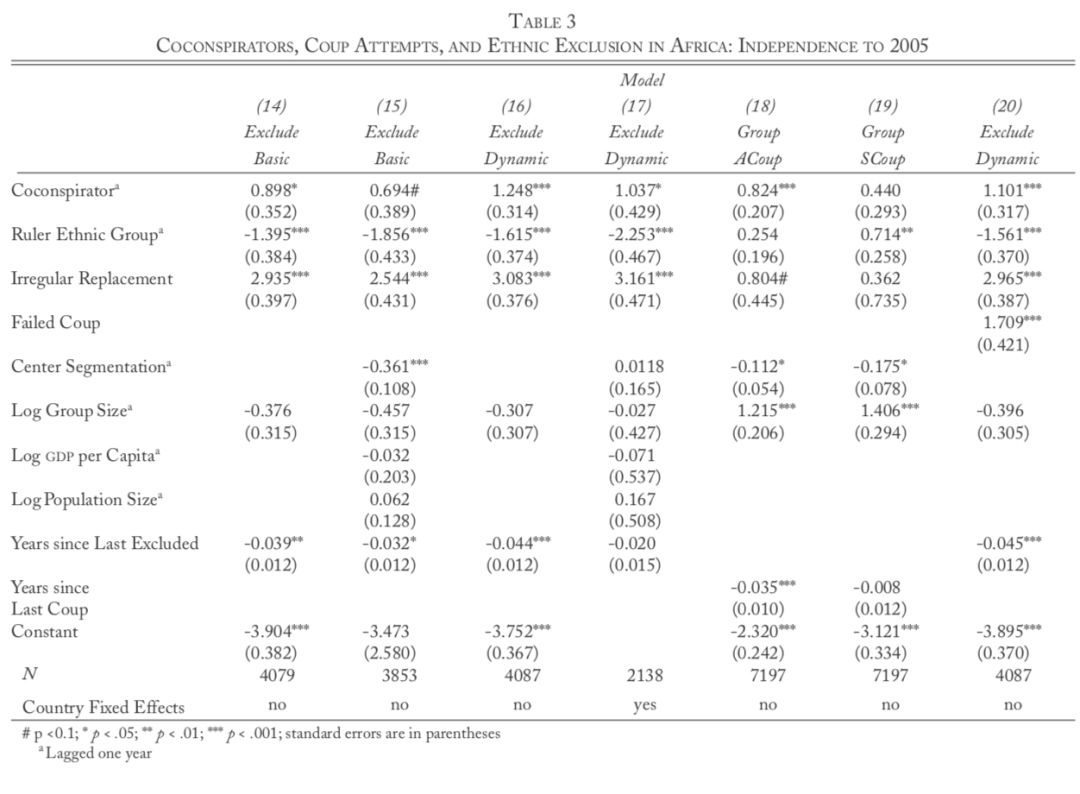 TABLE 3
COCONSPIRATORS, COUP ATTEMPTS, AND ETHNIC EXCLUSION IN AFRICA: INDEPENDENCE TO 2005
Model
(14) (15) (16) (17) (18) (19) (20)
Exclude Exclude Exclude Exclude Group Group Exclude
Basic Basic Dynamic Dynamic ACoup SCoup Dynamic
Coconspiratorᵃ 0.898* 0.694# 1.248*** 1.037* 0.824*** 0.440 1.101***
(0.352) (0.389) (0.314) (0.429) (0.207) (0.293) (0.317)
Ruler Ethnic Groupᵃ -1.395*** -1.856*** -1.615*** -2.253*** 0.254 0.714** -1.561***
(0.384) (0.433) (0.374) (0.467) (0.196) (0.258) (0.370)
Irregular Replacement 2.935*** 2.544*** 3.083*** 3.161*** 0.804# 0.362 2.965***
(0.397) (0.431) (0.376) (0.471) (0.445) (0.735) (0.387)
Failed Coup 1.709***
(0.421)
Center Segmentationᵃ -0.361*** 0.0118 -0.112* -0.175*
(0.108) (0.165) (0.054) (0.078)
Log Group Sizeᵃ -0.376 -0.457 -0.307 -0.027 1.215*** 1.406*** -0.396
(0.315) (0.315) (0.307) (0.427) (0.206) (0.294) (0.305)
Log GDP per Capitaᵃ -0.032 -0.071
(0.203) (0.537)
Log Population Sizeᵃ 0.062 0.167
(0.128) (0.508)
Years since Last Excluded -0.039** -0.032* -0.044*** -0.020 -0.045***
(0.012) (0.012) (0.012) (0.015) (0.012)
Years since -0.035*** -0.008
Last Coup (0.010) (0.012)
Constant -3.904*** -3.473 -3.752*** -2.320*** -3.121*** -3.895***
(0.382) (2.580) (0.367) (0.242) (0.334) (0.370)
N 4079 3853 4087 2138 7197 7197 4087
Country Fixed Effects no no no yes no no no
# p <0.1; * p < .05; ** p < .01; *** p < .001; standard errors are in parentheses
ᵃ Lagged one year